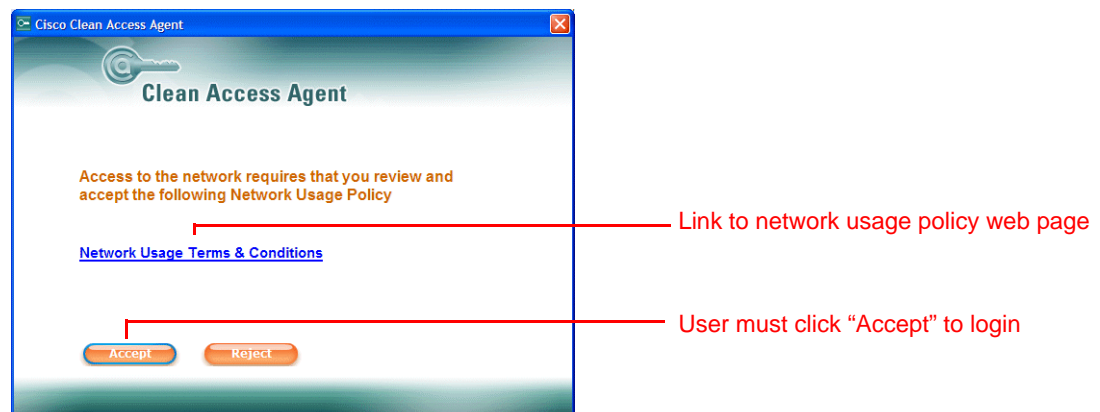 Cisco Clean Access Agent
Clean Access Agent
Access to the network requires that you review and
accept the following Network Usage Policy
Link to network usage policy web page
Network Usage Terms & Conditions
User must click “Accept” to login
Accept
Reject